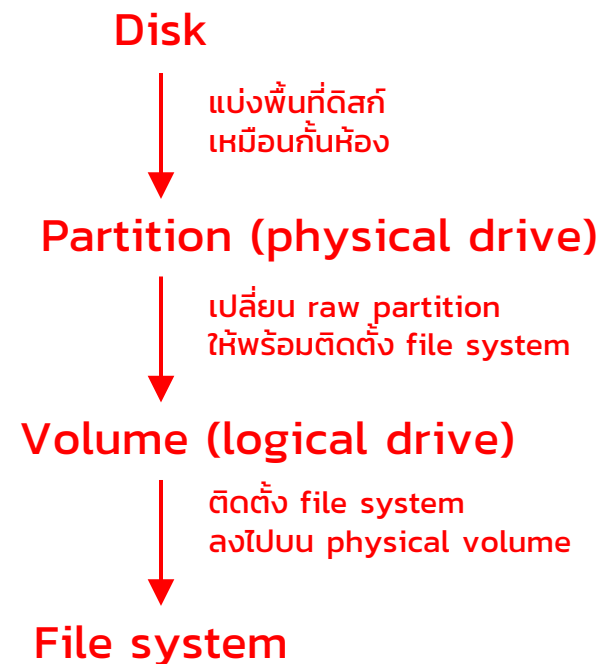 Disk
แบ่งพื้นที่ดิสก์
เหมือนกั้นห้อง
Partition (physical drive)
เปลี่ยน raw partition
ให้พร้อมติดตั้ง file system
Volume (logical drive)
ติดตั้ง file system
ลงไปบน physical volume
File system